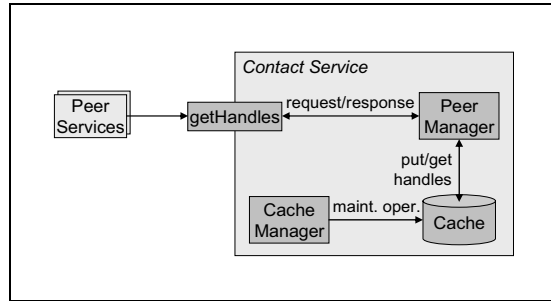 Contact Service
Peer
Services
getHandles
request/response
Peer
Manager
put/get
handles
Cache
Manager
maint. oper.
Cache